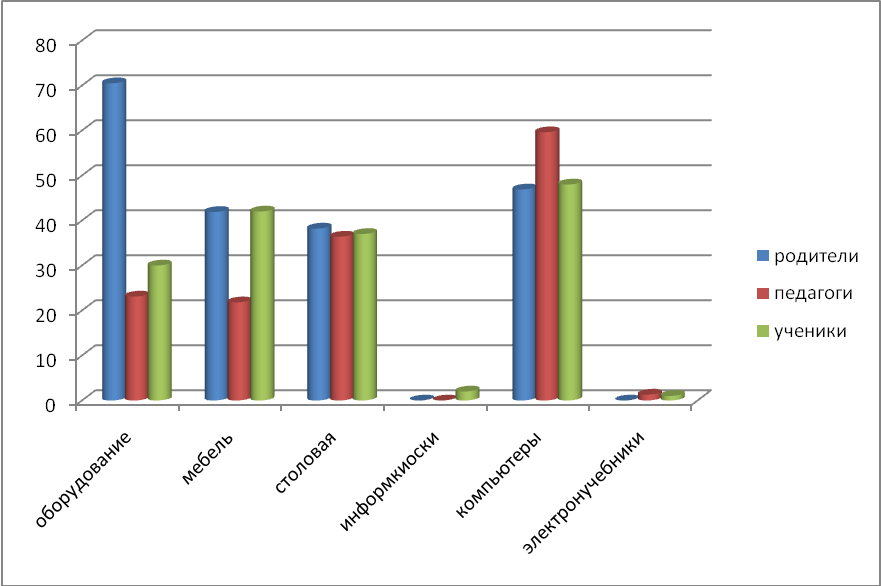 80
70
60
50
40
30
20
10
0
оборудование
мебель
столовая
информкиоски
компьютеры
электронучебники
родители
педагоги
ученики